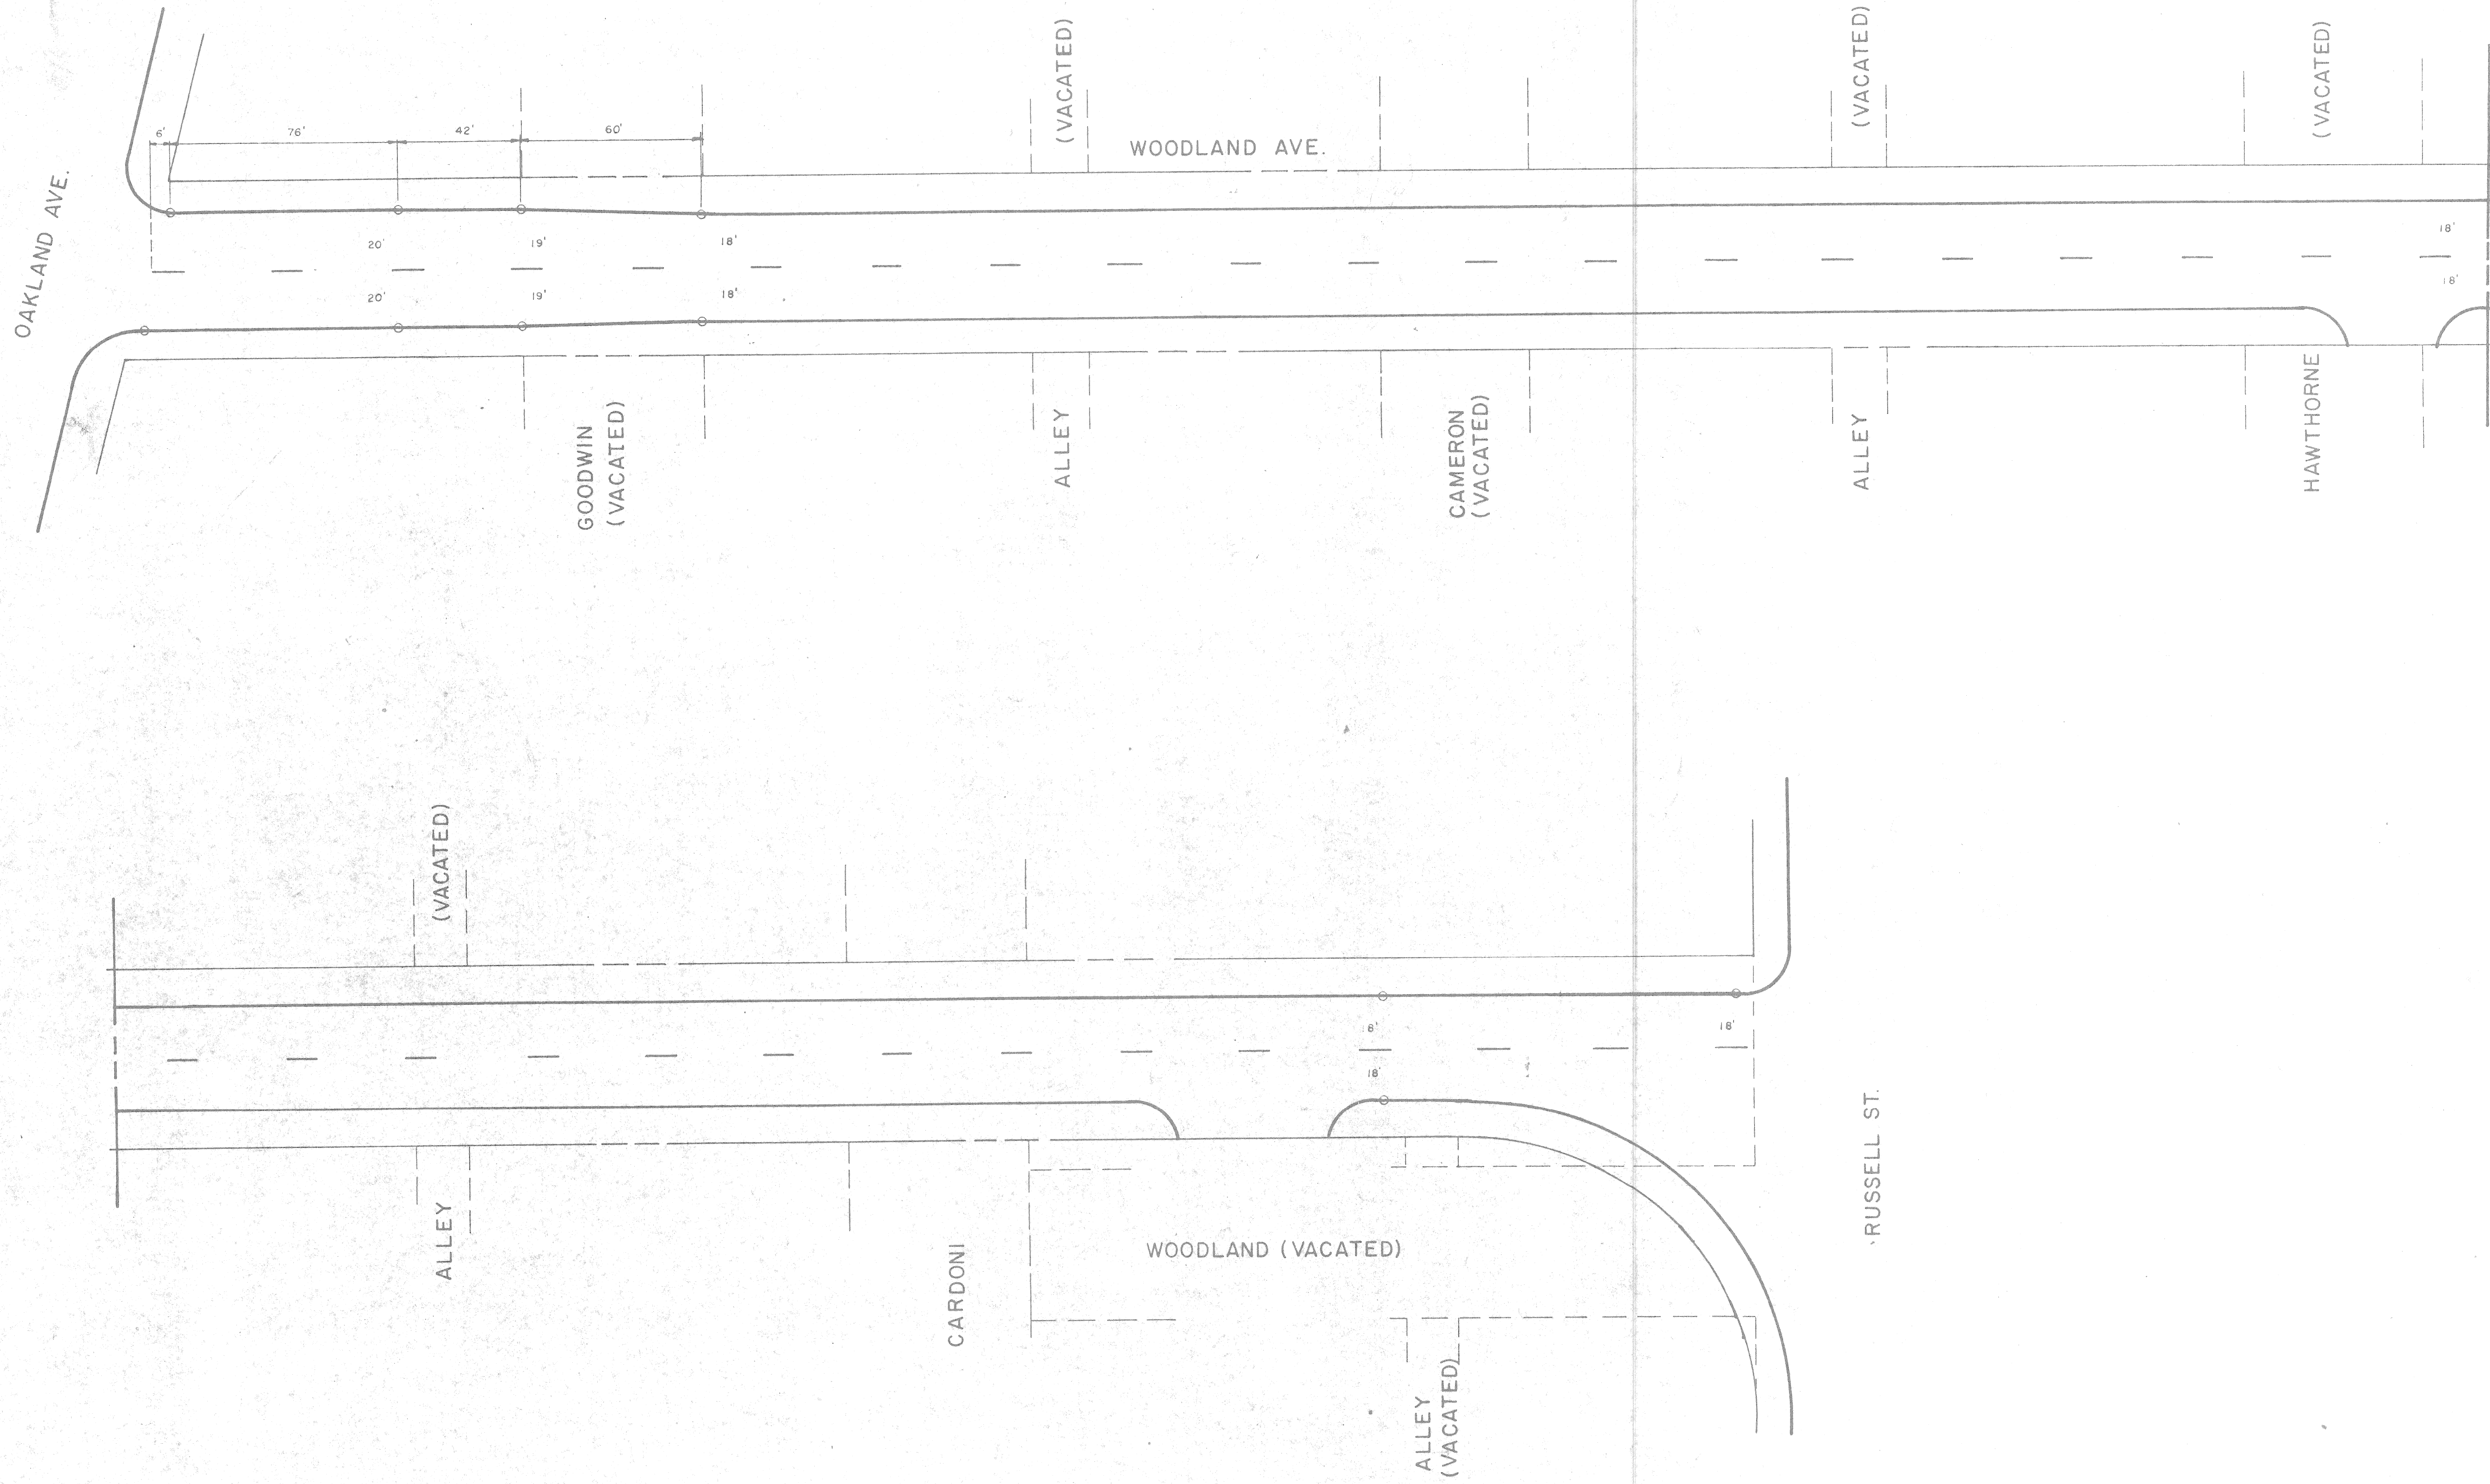 (VACATED)
(VACATED)
(VACATED)
6'
76'
42'
60'
WOODLAND AVE.
OAKLAND AVE.
20'
19'
18'
18'
20'
19'
18'
18'
GOODWIN
(VACATED)
ALLEY
CAMERON
(VACATED)
ALLEY
HAWTHORNE
(VACATED)
18'
18'
18'
ALLEY
CARDONI
WOODLAND (VACATED)
RUSSELL ST.
ALLEY
(VACATED)